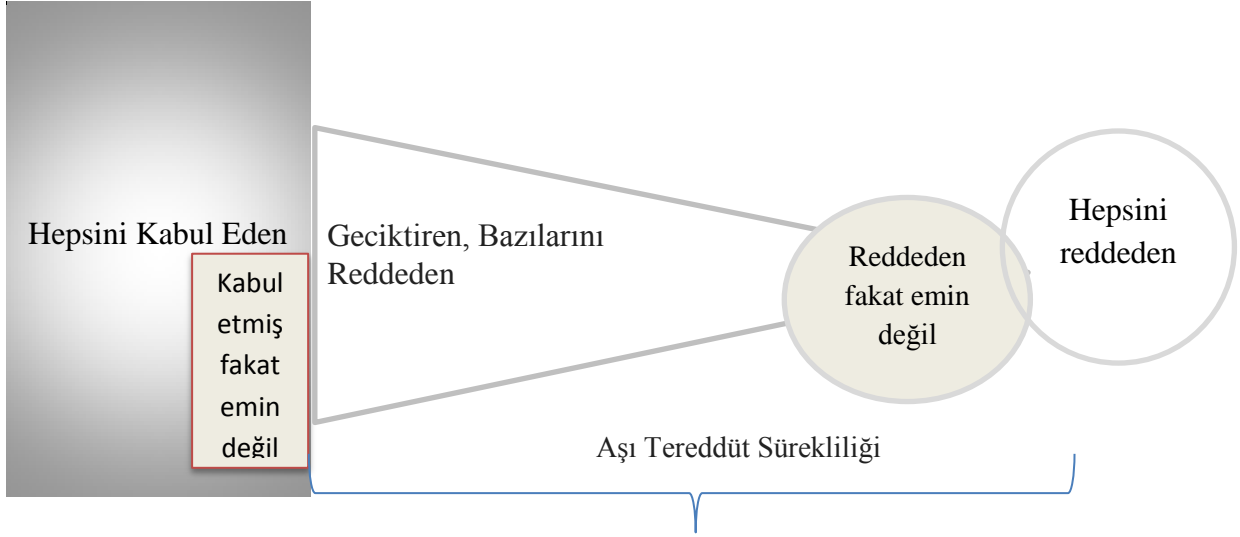 Hepsini Kabul Eden
Kabul
etmiş
fakat
emin
değil
Geciktiren, Bazılarını
Reddeden
Reddeden
fakat emin
değil
Hepsini
reddeden
Aşı Tereddüt Sürekliliği